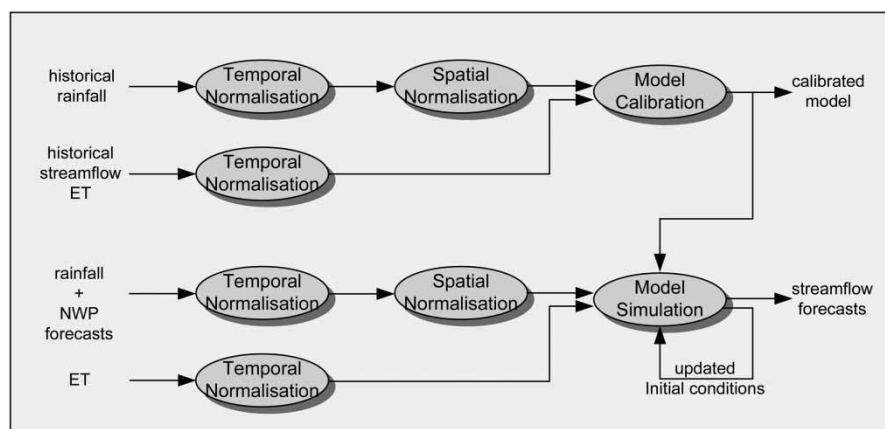 historical
rainfall
Temporal
Normalisation
Spatial
Normalisation
Model
Calibration
calibrated
model
historical
streamflow
ET
Temporal
Normalisation
rainfall
+
NWP
forecasts
Temporal
Normalisation
Spatial
Normalisation
Model
Simulation
streamflow
forecasts
ET
Temporal
Normalisation
updated
Initial conditions